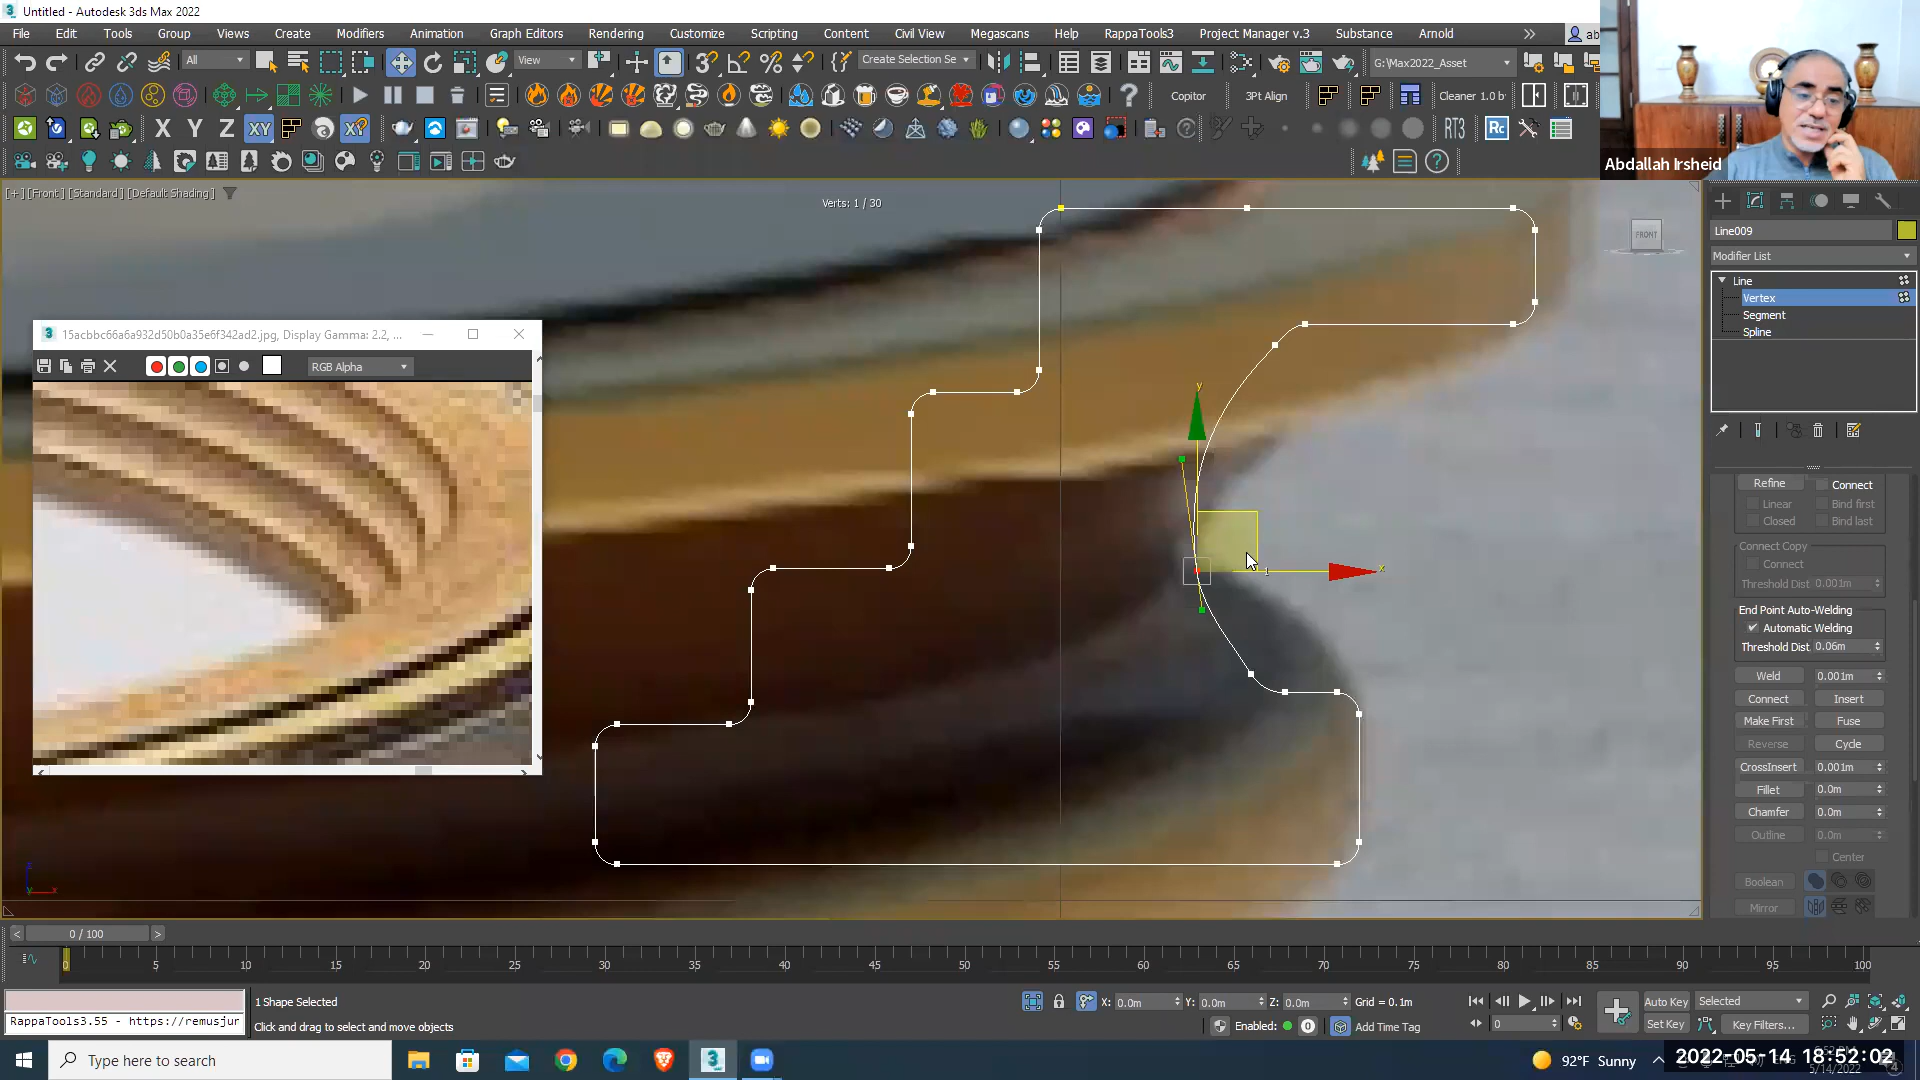 Untitled - Autodesk 3ds Max 2022
File Edit Tools Group Views Create Modifiers Animation Graph Editors Rendering Customize Scripting Content Civil View Megascans Help RappaTools3 Project Manager v.3 Substance Arnold
All View Create Selection Se G:\Max2022_Asset
Copitor 3Pt Align Cleaner 1.0 b
X Y Z XY RT3 Rc
Abdallah Irsheid
[+] [Front] [Standard] [Default Shading]
Verts: 1 / 30
FRONT
Line009
Modifier List
Line
Vertex
Segment
Spline
15acbbc66a6a932d50b0a35e6f342ad2.jpg, Display Gamma: 2.2, ...
RGB Alpha
y
x
1
Refine Connect
Linear Bind first
Closed Bind last
Connect Copy
Connect
Threshold Dist 0.001m
End Point Auto-Welding
Automatic Welding
Threshold Dist 0.06m
Weld 0.001m
Connect Insert
Make First Fuse
Reverse Cycle
CrossInsert 0.001m
Fillet 0.0m
Chamfer 0.0m
Outline 0.0m
Center
Boolean
Mirror
0 / 100
0 5 10 15 20 25 30 35 40 45 50 55 60 65 70 75 80 85 90 95 100
1 Shape Selected
X: 0.0m Y: 0.0m Z: 0.0m Grid = 0.1m
Auto Key Selected
RappaTools3.55 - https://remusjur
Click and drag to select and move objects
Enabled: 0 Add Time Tag
0
Set Key Key Filters...
Type here to search
92°F Sunny
2022-05-14 18:52:02
5/14/2022